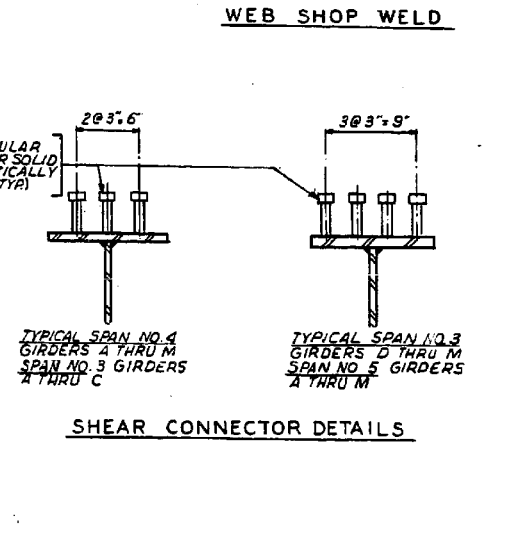 WEB SHOP WELD
2@3"=6"
3@3"=9"
ULAR
R SOLID
TICALLY
TYP.)
TYPICAL SPAN NO.4
GIRDERS A THRU M
SPAN NO.3 GIRDERS
A THRU C
TYPICAL SPAN NO.3
GIRDERS D THRU M
SPAN NO 5 GIRDERS
A THRU M
SHEAR CONNECTOR DETAILS